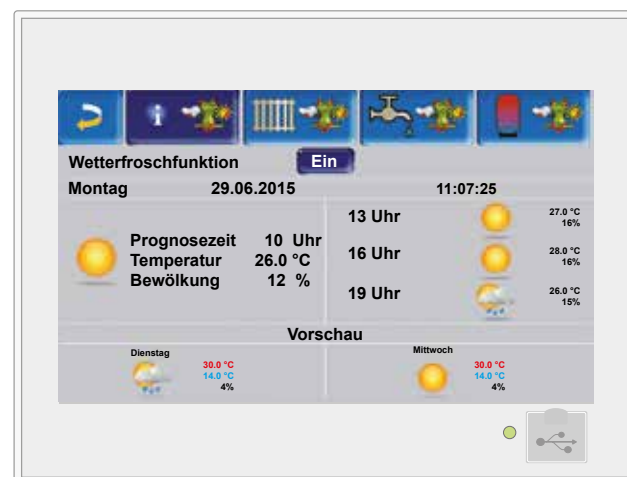 Wetterfroschfunktion Ein
Montag 29.06.2015 11:07:25
Prognosezeit 10 Uhr
Temperatur 26.0 °C
Bewölkung 12 %
13 Uhr 27.0 °C
16%
16 Uhr 28.0 °C
16%
19 Uhr 26.0 °C
15%
Vorschau
Dienstag
30.0 °C
14.0 °C
4%
Mittwoch
30.0 °C
14.0 °C
4%